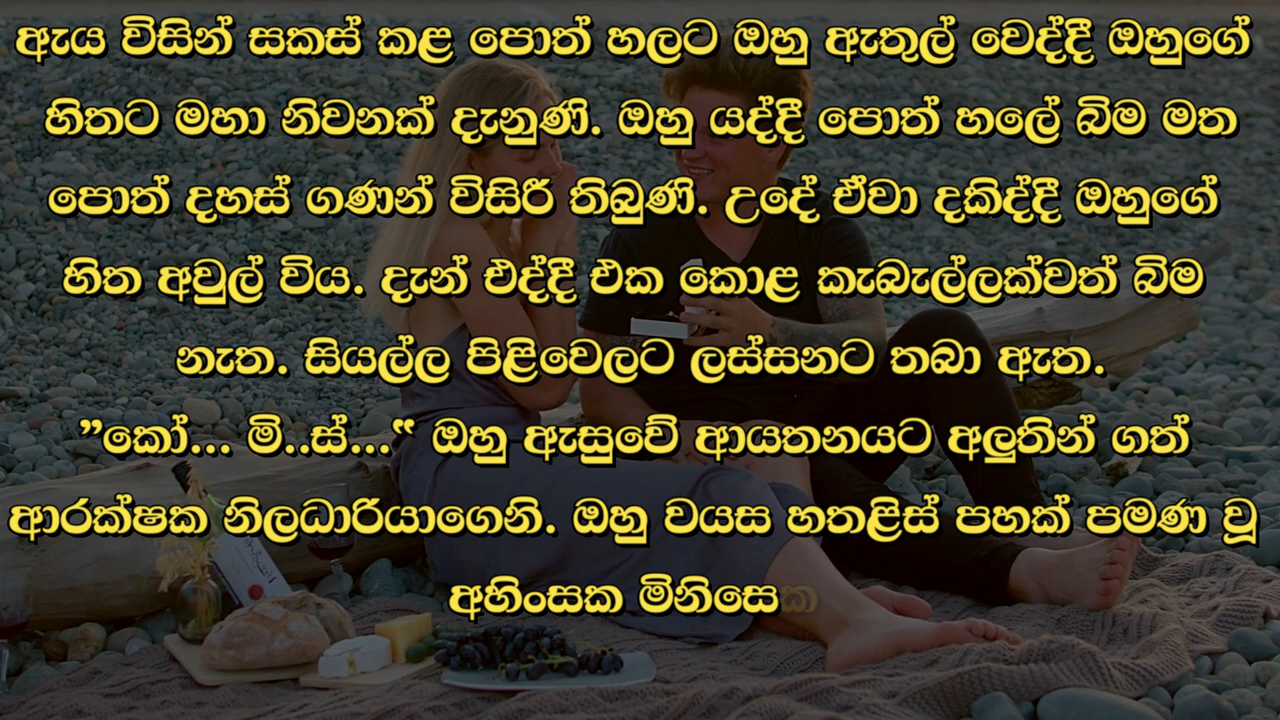 ඇය විසින් සකස් කළ පොත් හලට ඔහු ඇතුල් වෙද්දී ඔහුගේ
හිතට මහා නිවනක් දැනුණි. ඔහු යද්දී පොත් හලේ බිම මත
පොත් දහස් ගණන් විසිරී තිබුණි. උදේ ඒවා දකිද්දී ඔහුගේ
හිත අවුල් විය. දැන් එද්දී එක කොළ කැබැල්ලක්වත් බිම
නැත. සියල්ල පිළිවෙලට ලස්සනට තබා ඇත.
”කෝ... මි..ස්...“ ඔහු ඇසුවේ ආයතනයට අලුතින් ගත්
ආරක්ෂක නිලධාරියාගෙනි. ඔහු වයස හතළිස් පහක් පමණ වූ
අහිංසක මිනිසෙක